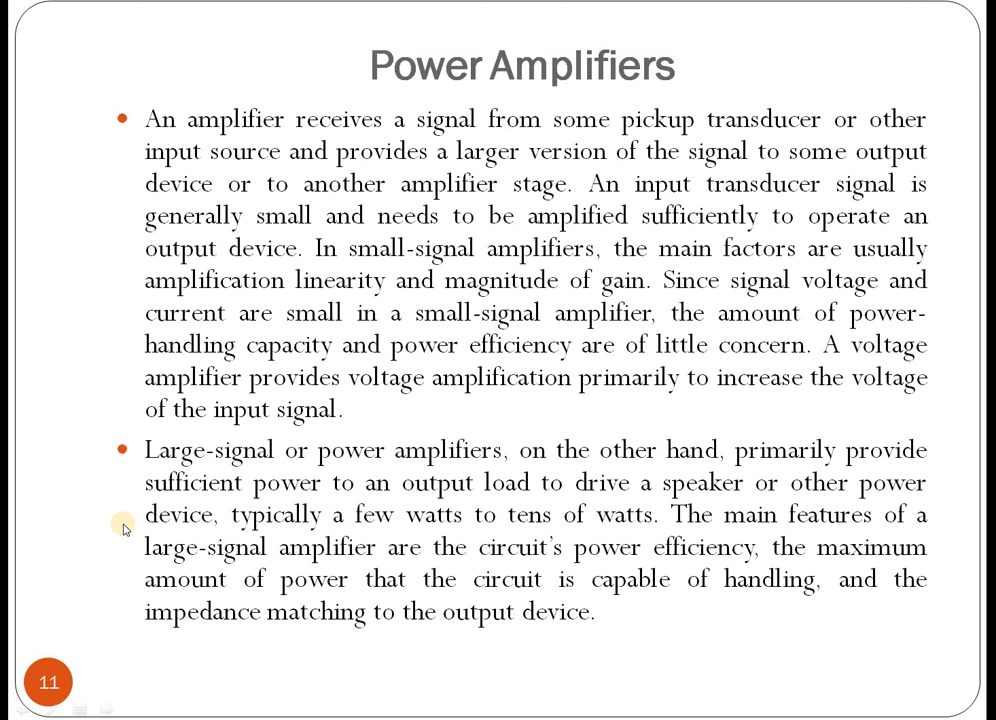 Power Amplifiers
An amplifier receives a signal from some pickup transducer or other
input source and provides a larger version of the signal to some output
device or to another amplifier stage. An input transducer signal is
generally small and needs to be amplified sufficiently to operate an
output device. In small-signal amplifiers, the main factors are usually
amplification linearity and magnitude of gain. Since signal voltage and
current are small in a small-signal amplifier, the amount of power-
handling capacity and power efficiency are of little concern. A voltage
amplifier provides voltage amplification primarily to increase the voltage
of the input signal.
Large-signal or power amplifiers, on the other hand, primarily provide
sufficient power to an output load to drive a speaker or other power
device, typically a few watts to tens of watts. The main features of a
large-signal amplifier are the circuit's power efficiency, the maximum
amount of power that the circuit is capable of handling, and the
impedance matching to the output device.
11